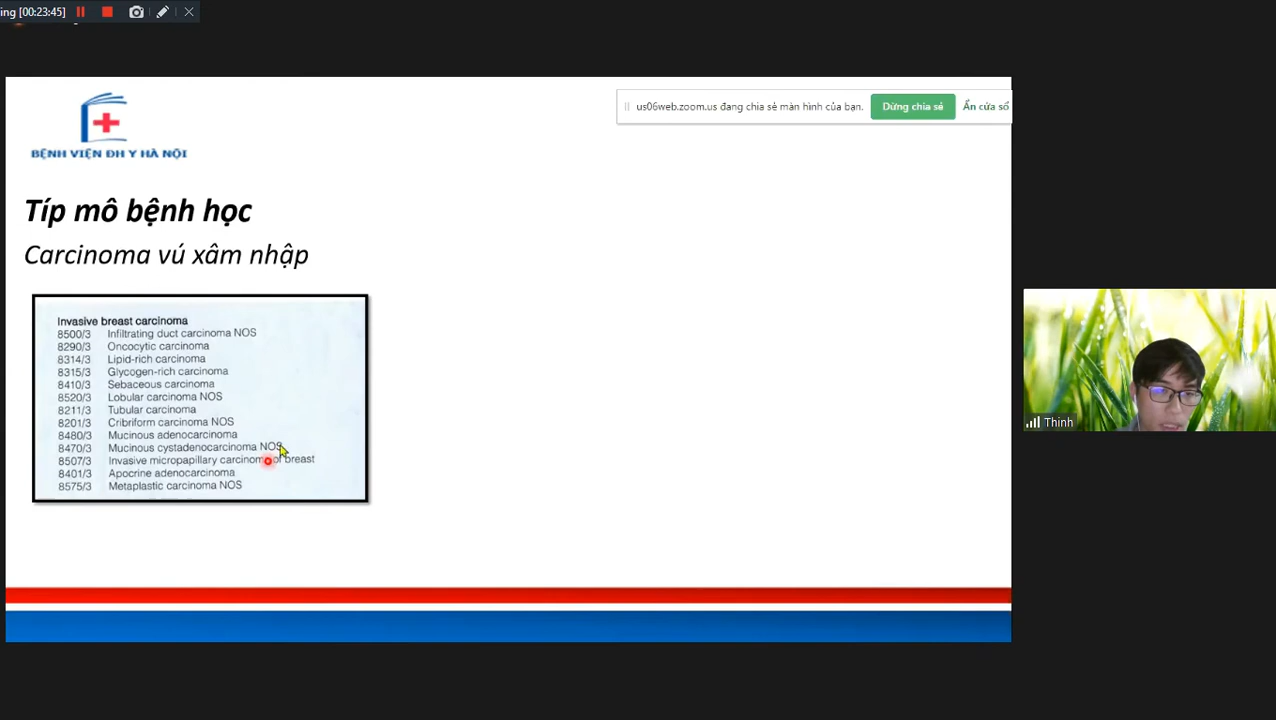 ing [00:23:45]
us06web.zoom.us đang chia sẻ màn hình của bạn. Dừng chia sẻ Ẩn cửa sổ
BỆNH VIỆN ĐH Y HÀ NỘI
Típ mô bệnh học
Carcinoma vú xâm nhập
Invasive breast carcinoma
8500/3 Infiltrating duct carcinoma NOS
8290/3 Oncocytic carcinoma
8314/3 Lipid-rich carcinoma
8315/3 Glycogen-rich carcinoma
8410/3 Sebaceous carcinoma
8520/3 Lobular carcinoma NOS
8211/3 Tubular carcinoma
8201/3 Cribriform carcinoma NOS
8480/3 Mucinous adenocarcinoma
8470/3 Mucinous cystadenocarcinoma NOS
8507/3 Invasive micropapillary carcinoma of breast
8401/3 Apocrine adenocarcinoma
8575/3 Metaplastic carcinoma NOS
Thinh